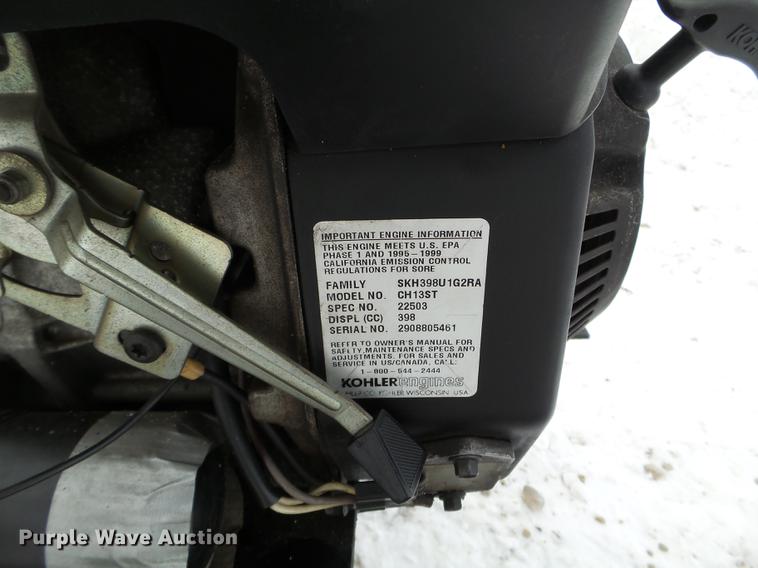 IMPORTANT ENGINE INFORMATION
THIS ENGINE MEETS U.S. EPA
PHASE 1 AND 1995-1999
CALIFORNIA EMISSION CONTROL
REGULATIONS FOR SORE
FAMILY SKH398U1G2RA
MODEL NO. CH13ST
SPEC NO. 22503
DISPL (CC) 398
SERIAL NO. 2908805461
REFER TO OWNER'S MANUAL FOR
SAFETY, MAINTENANCE SPECS AND
ADJUSTMENTS, FOR SALES AND
SERVICE IN US/CANADA, CALL:
1-800-544-2444
KOHLER engines
KOHLER, WISCONSIN USA
Purple Wave Auction